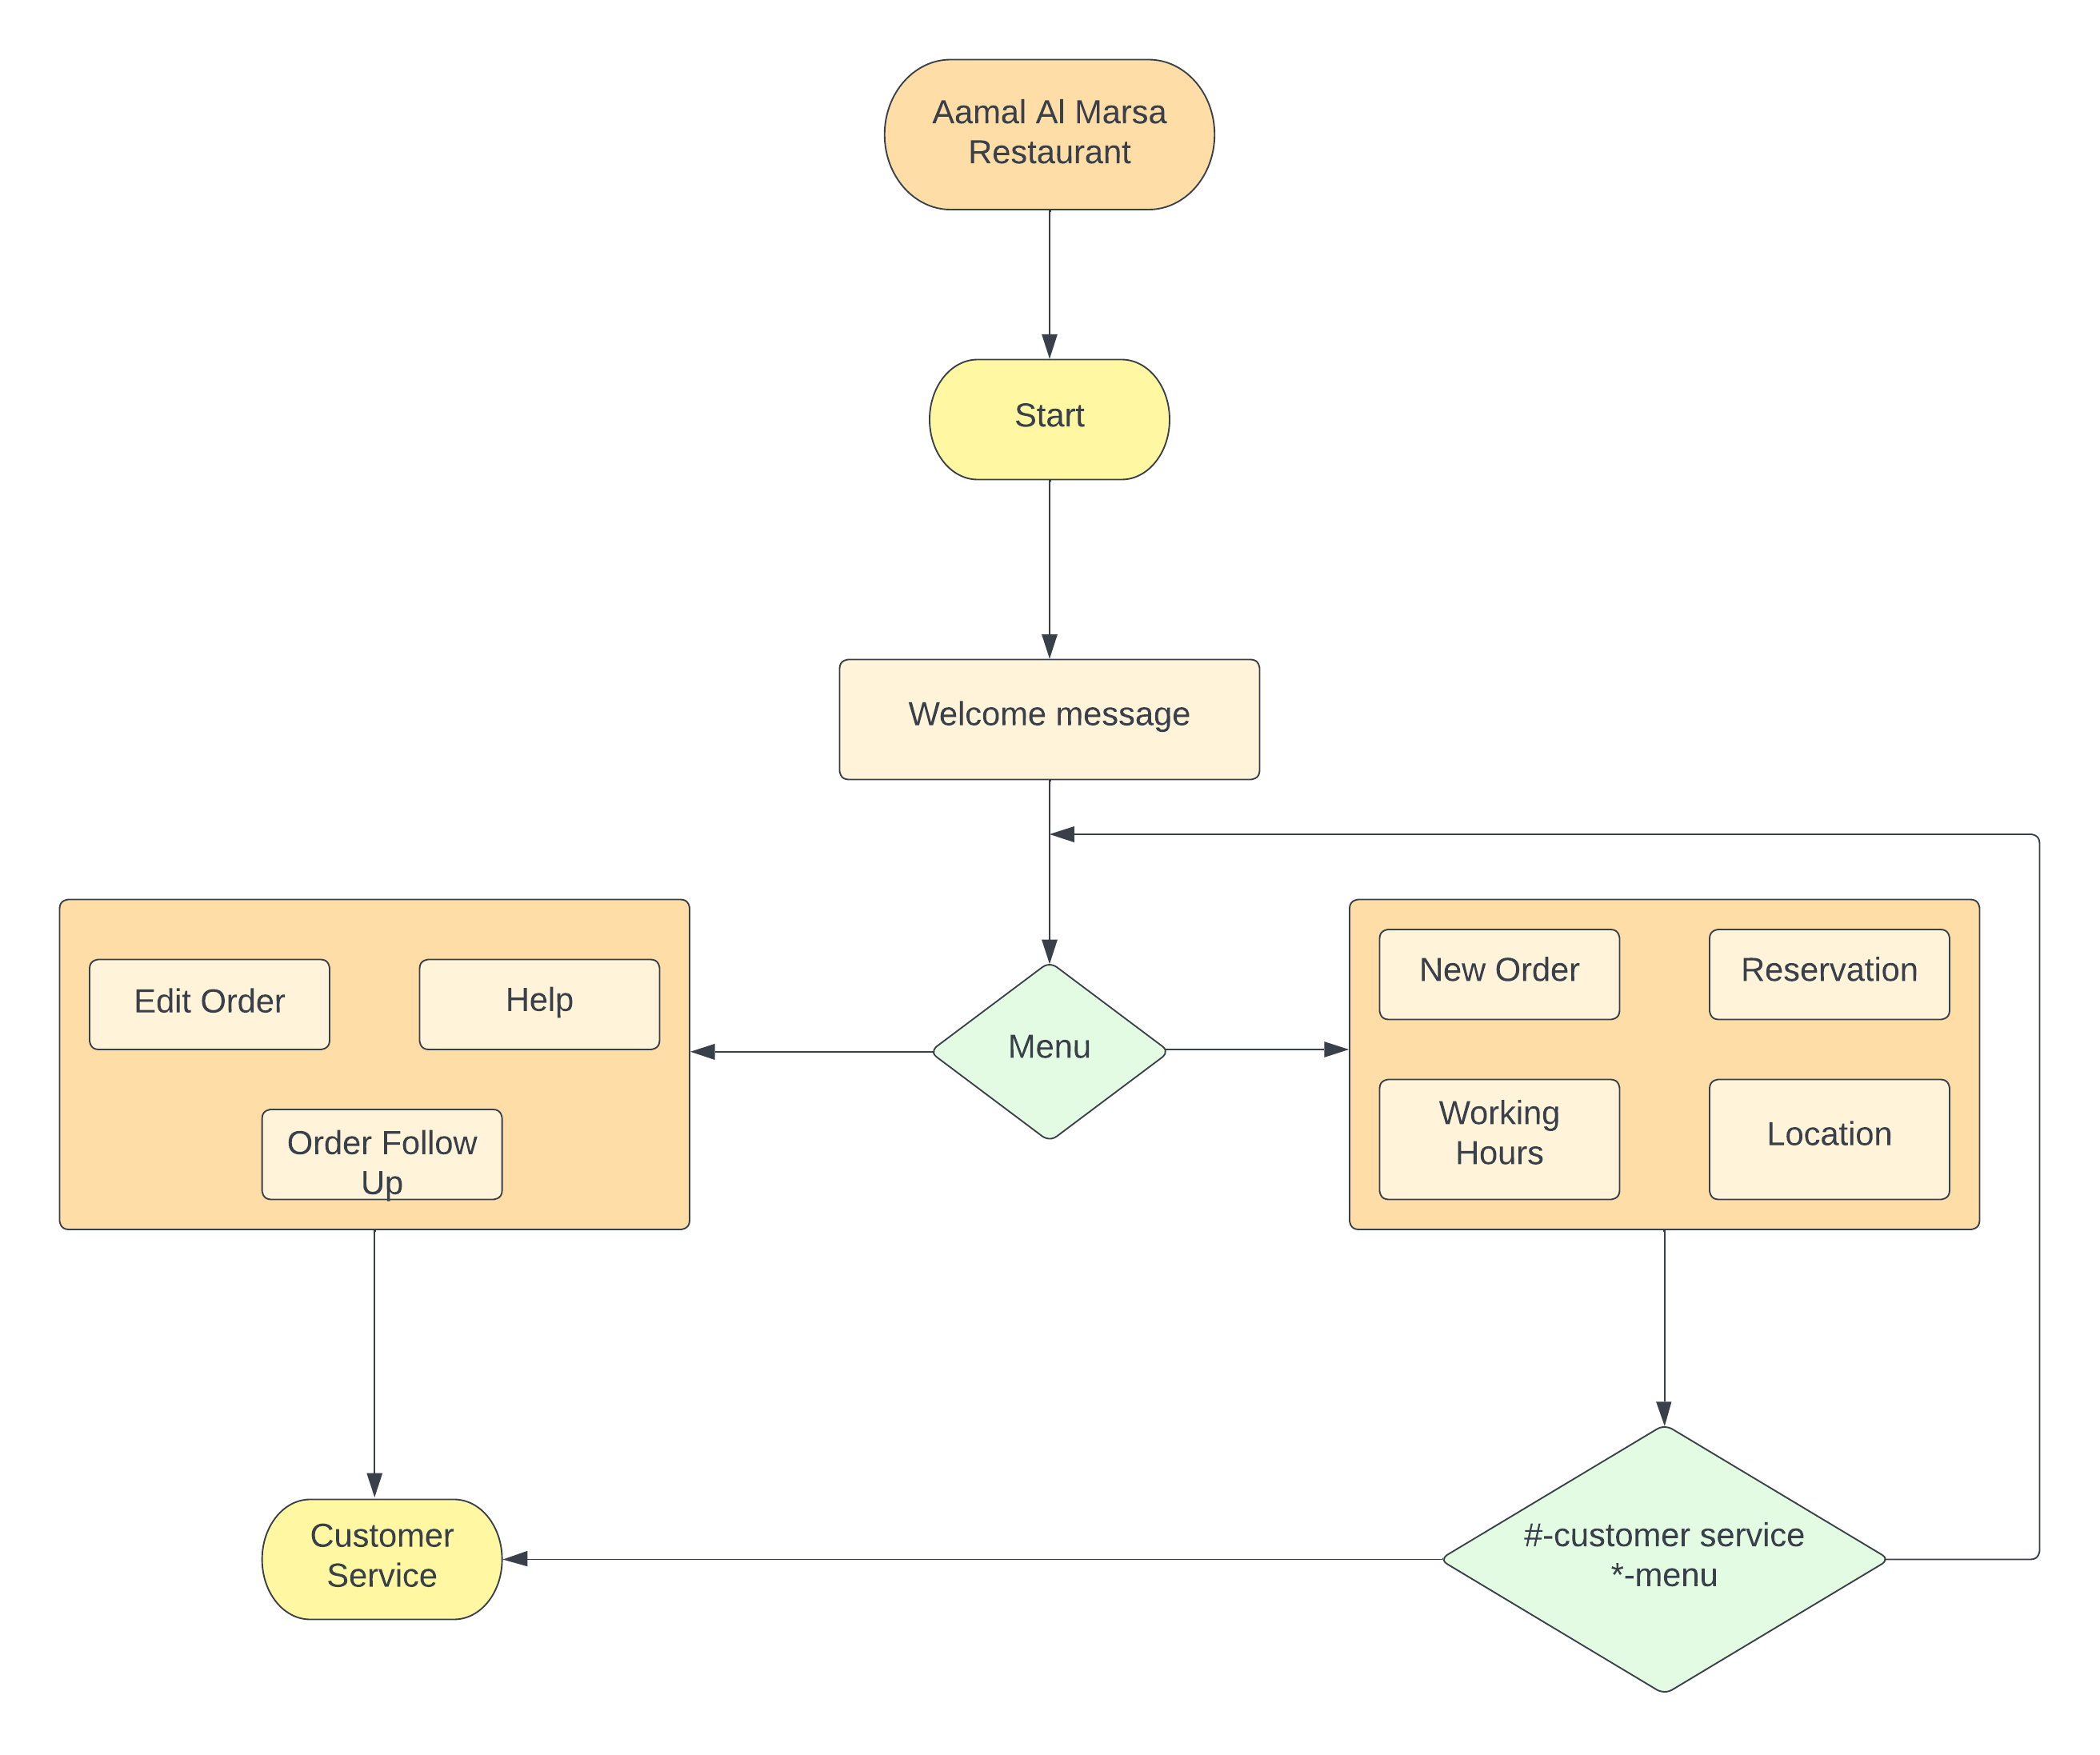 Aamal Al Marsa
Restaurant
Start
Welcome message
Edit Order
Help
Order Follow
Up
Menu
New Order
Reservation
Working
Hours
Location
Customer
Service
#-customer service
*-menu